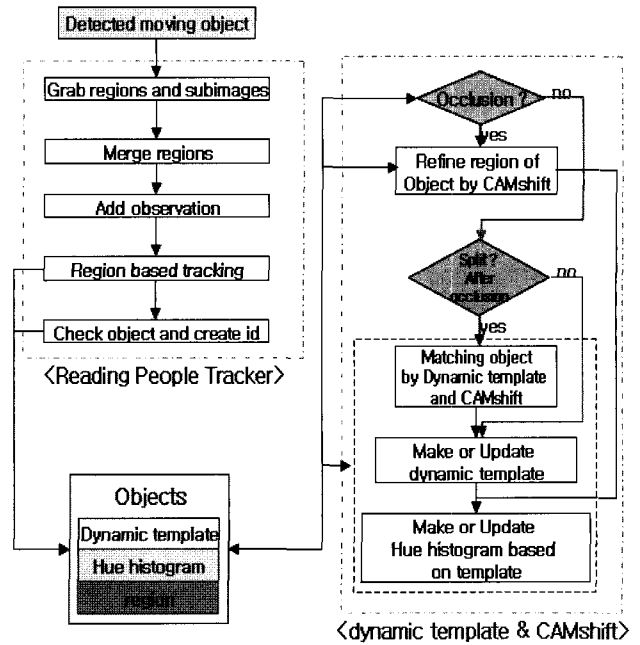 Detected moving object
Grab regions and subimages
Merge regions
Add observation
Region based tracking
Check object and create id
<Reading People Tracker>
Objects
Dynamic template
Hue histogram
region
Occlusion ?
no
yes
Refine region of
Object by CAMshift
Split ?
After
occlusion
no
yes
Matching object
by Dynamic template
and CAMshift
Make or Update
dynamic template
Make or Update
Hue histogram based
on template
<dynamic template & CAMshift>